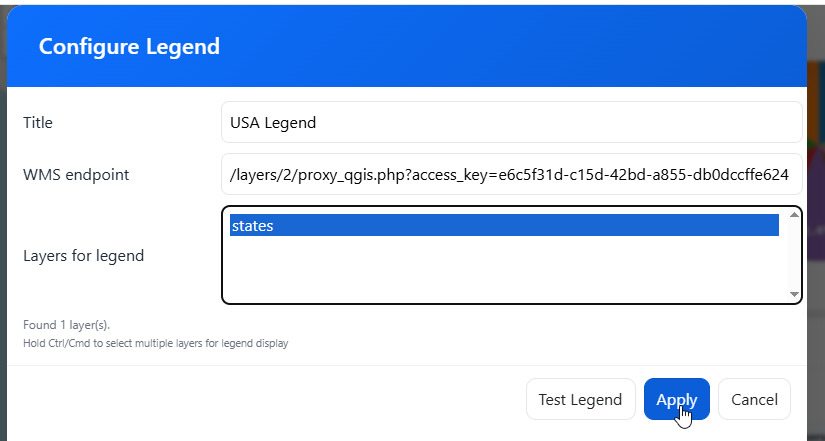 Configure Legend
Title
USA Legend
WMS endpoint
/layers/2/proxy_qgis.php?access_key=e6c5f31d-c15d-42bd-a855-db0dccffe624
Layers for legend
states
Found 1 layer(s).
Hold Ctrl/Cmd to select multiple layers for legend display
Test Legend
Apply
Cancel